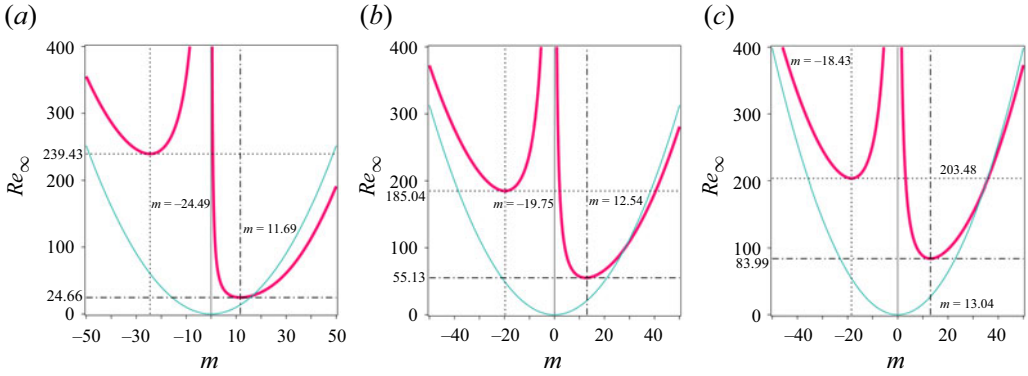 (a)
400
300
239.43
200
100
24.66
0
Re∞
m = –24.49
m = 11.69
–50
–30
–10
10
30
50
m
(b)
400
300
200
185.04
100
55.13
0
Re∞
m = –19.75
m = 12.54
–40
–20
0
20
40
m
(c)
400
300
200
100
83.99
0
Re∞
m = –18.43
203.48
m = 13.04
–40
–20
0
20
40
m